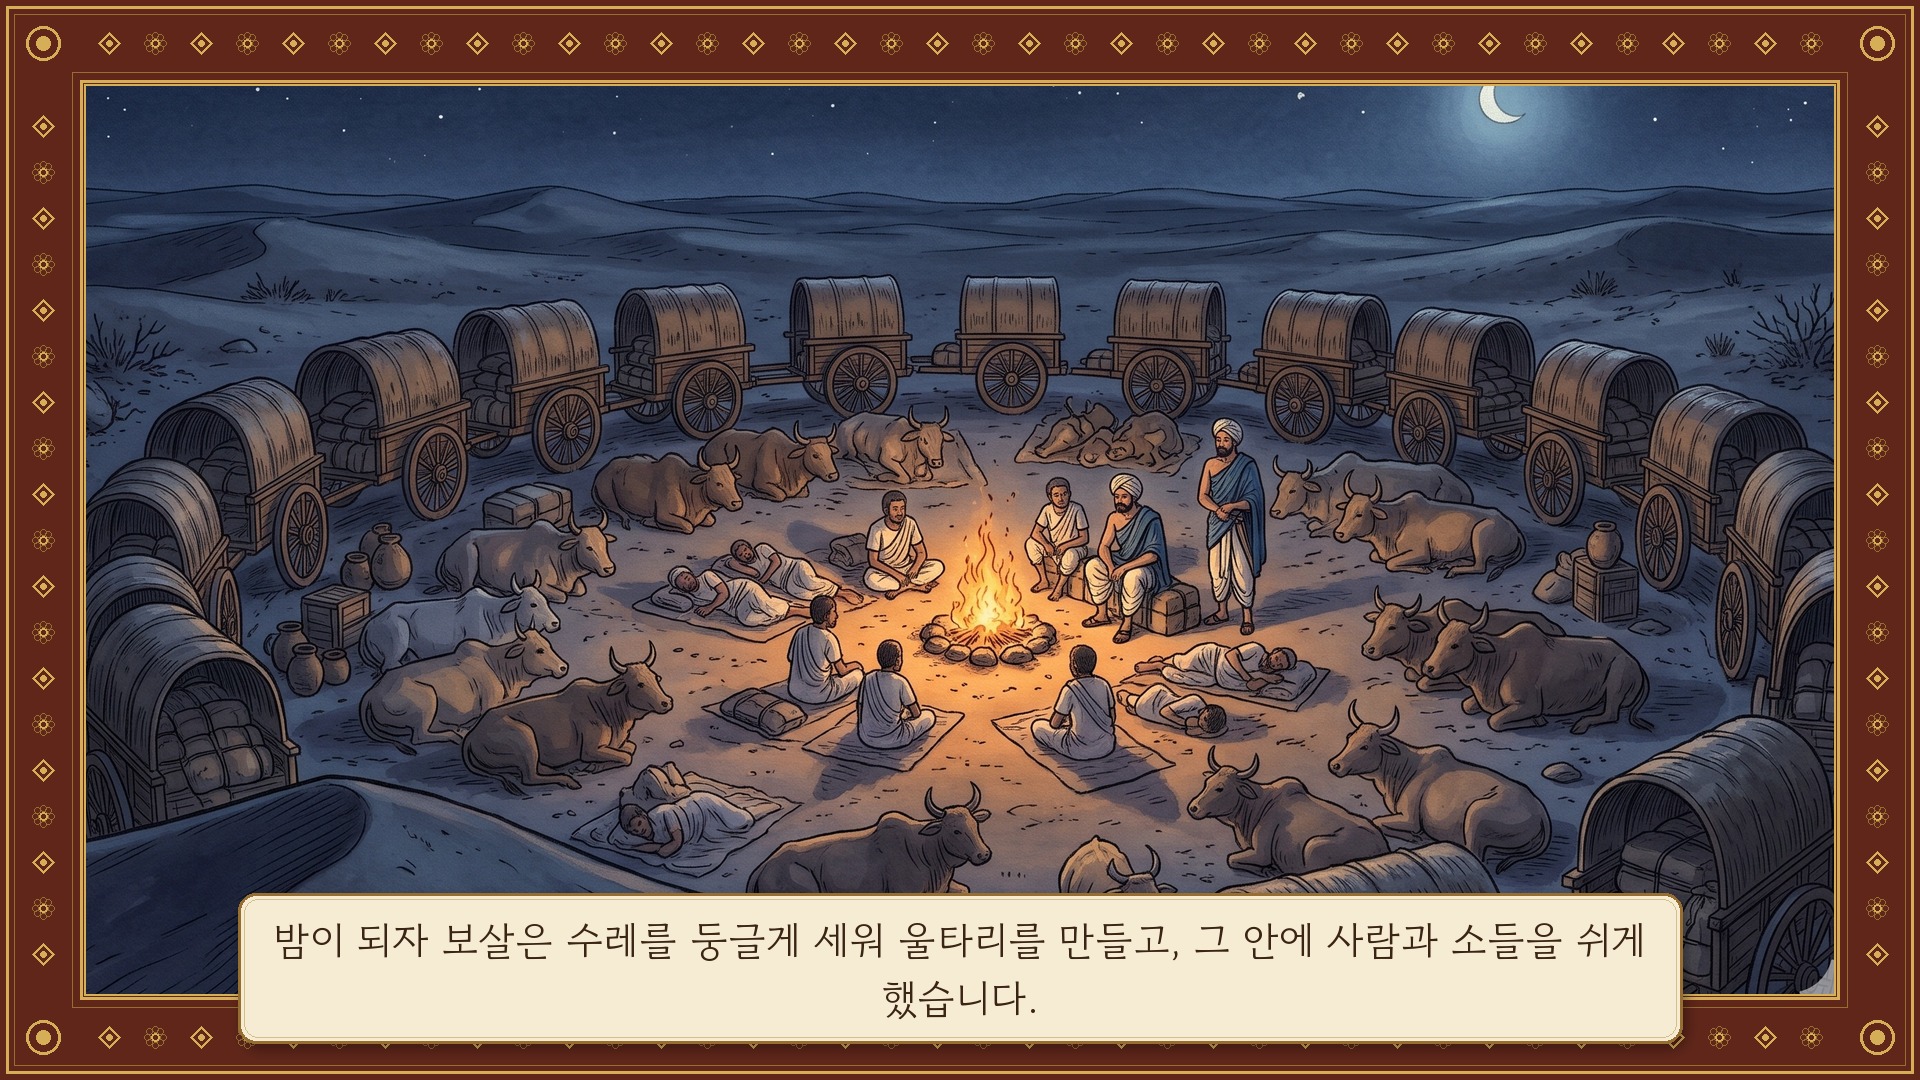 밤이 되자 보살은 수레를 둥글게 세워 울타리를 만들고, 그 안에 사람과 소들을 쉬게
했습니다.